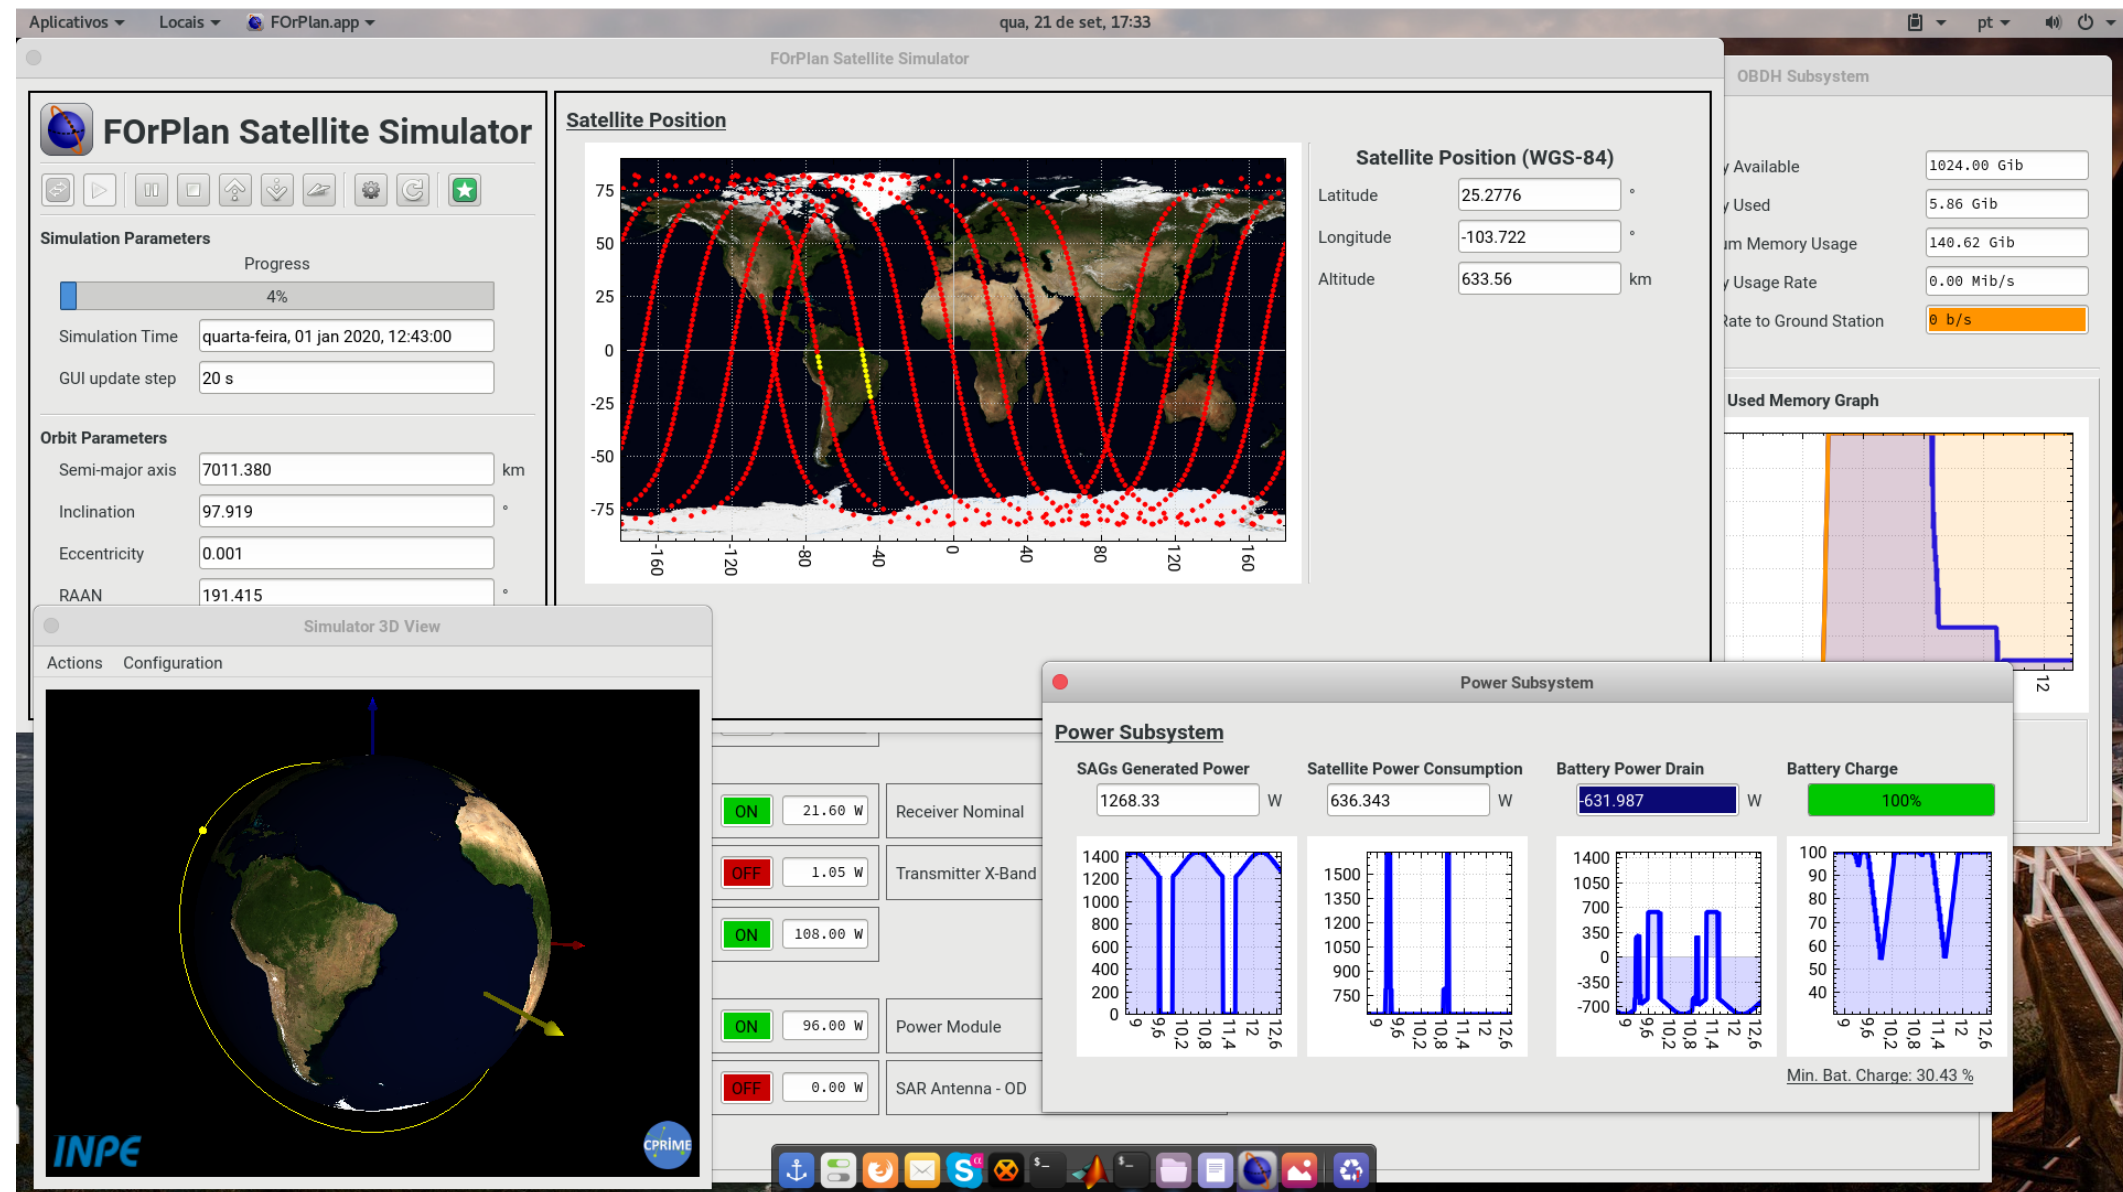 Aplicativos Locais FOrPlan.app qua, 21 de set, 17:33 pt
FOrPlan Satellite Simulator
OBDH Subsystem
FOrPlan Satellite Simulator
Simulation Parameters
Progress
4%
Simulation Time quarta-feira, 01 jan 2020, 12:43:00
GUI update step 20 s
Orbit Parameters
Semi-major axis 7011.380 km
Inclination 97.919 °
Eccentricity 0.001
RAAN 191.415 °
Satellite Position
75
50
25
0
-25
-50
-75
-160 -120 -80 -40 0 40 80 120 160
Satellite Position (WGS-84)
Latitude 25.2776 °
Longitude -103.722 °
Altitude 633.56 km
y Available 1024.00 Gib
y Used 5.86 Gib
um Memory Usage 140.62 Gib
y Usage Rate 0.00 Mib/s
Rate to Ground Station 0 b/s
Used Memory Graph
12
Simulator 3D View
Actions Configuration
INPE
CPRIME
ON 21.60 W Receiver Nominal
OFF 1.05 W Transmitter X-Band
ON 108.00 W
ON 96.00 W Power Module
OFF 0.00 W SAR Antenna - OD
Power Subsystem
Power Subsystem
SAGs Generated Power Satellite Power Consumption Battery Power Drain Battery Charge
1268.33 W 636.343 W -631.987 W 100%
1400
1200
1000
800
600
400
200
0
9 9,6 10,2 10,8 11,4 12 12,6
1500
1350
1200
1050
900
750
9 9,6 10,2 10,8 11,4 12 12,6
1400
1050
700
350
0
-350
-700
9 9,6 10,2 10,8 11,4 12 12,6
100
90
80
70
60
50
40
9 9,6 10,2 10,8 11,4 12 12,6
Min. Bat. Charge: 30.43 %